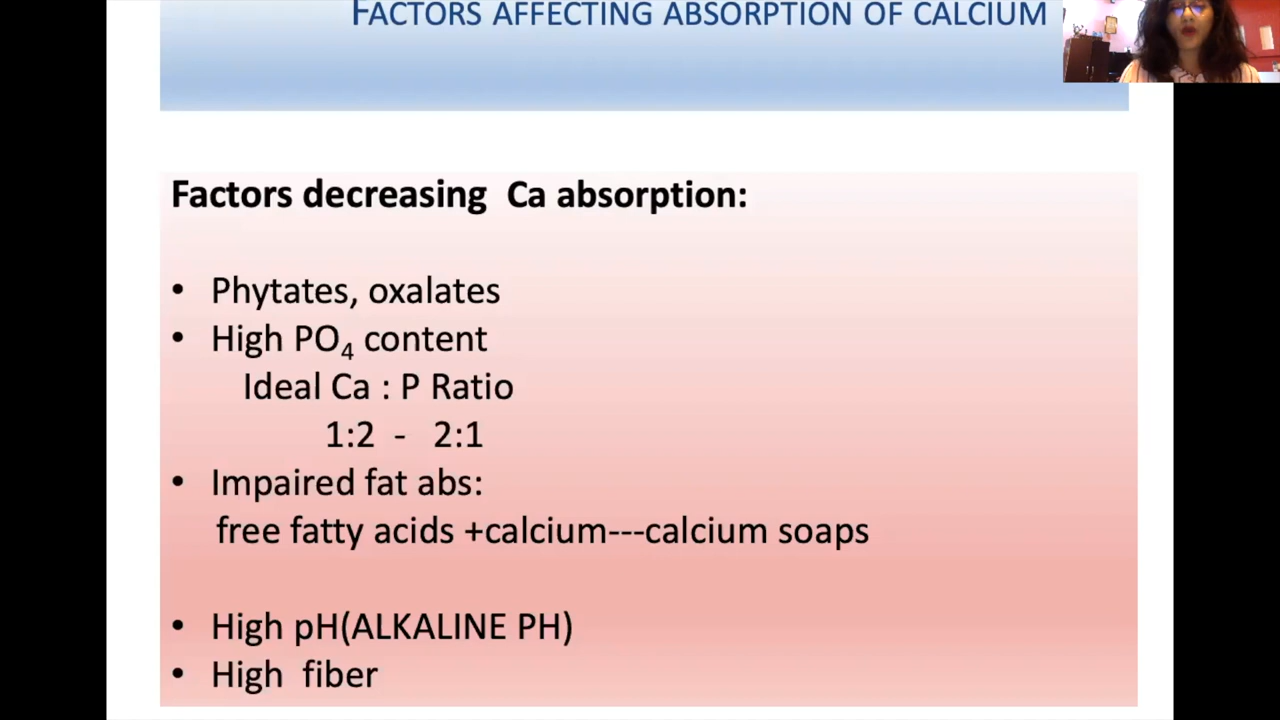 FACTORS AFFECTING ABSORPTION OF CALCIUM
Factors decreasing Ca absorption:
• Phytates, oxalates
• High PO₄ content
Ideal Ca : P Ratio
1:2 - 2:1
• Impaired fat abs:
free fatty acids +calcium---calcium soaps
• High pH(ALKALINE PH)
• High fiber